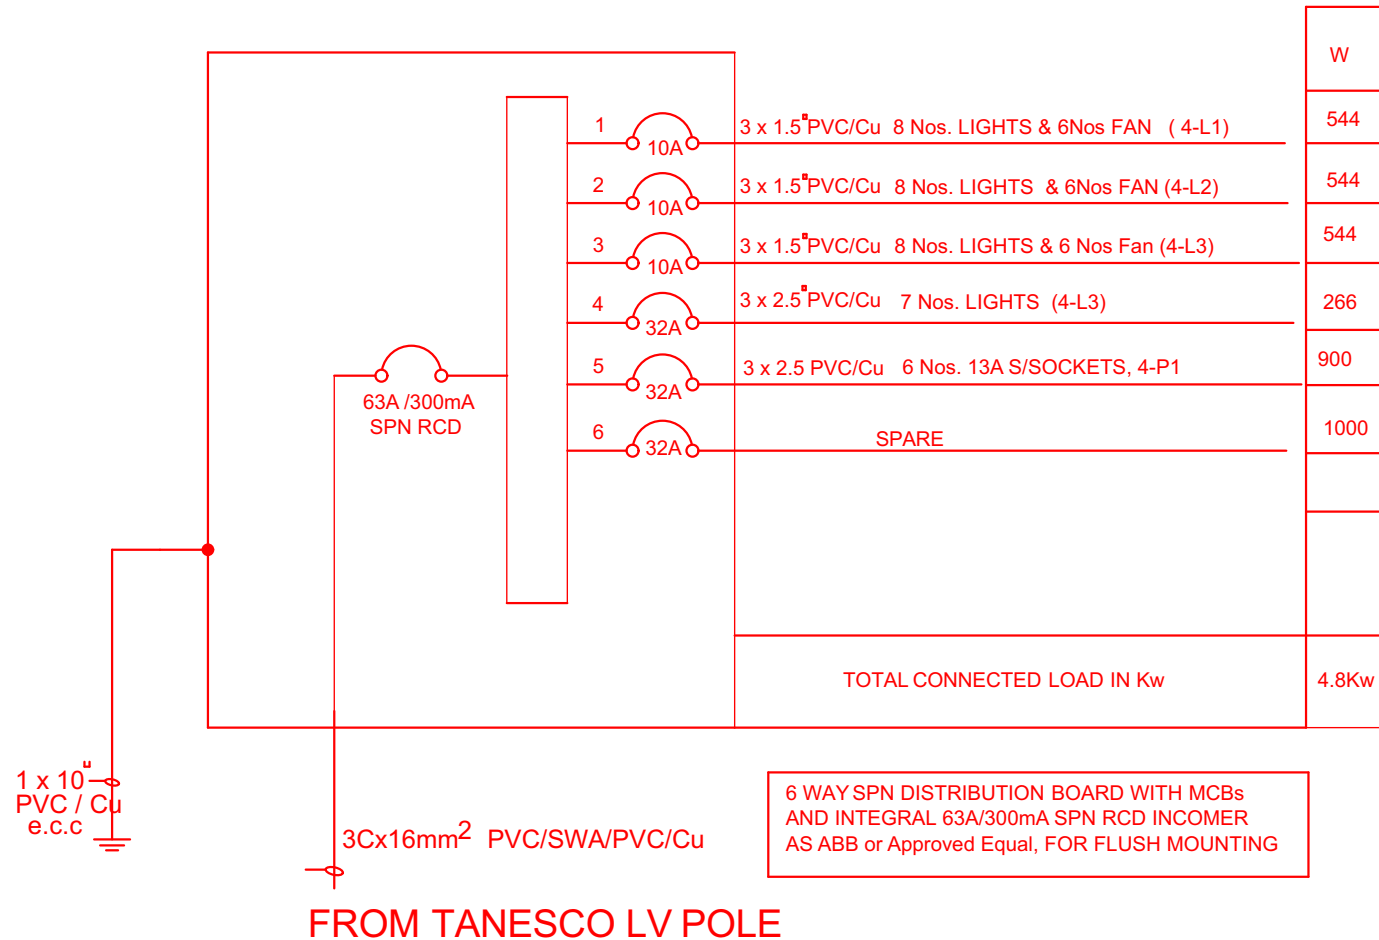 W
1
10A
3 x 1.5" PVC/Cu 8 Nos. LIGHTS & 6Nos FAN ( 4-L1)
544
2
10A
3 x 1.5" PVC/Cu 8 Nos. LIGHTS & 6Nos FAN (4-L2)
544
3
10A
3 x 1.5" PVC/Cu 8 Nos. LIGHTS & 6 Nos Fan (4-L3)
544
4
32A
3 x 2.5" PVC/Cu 7 Nos. LIGHTS (4-L3)
266
5
32A
3 x 2.5 PVC/Cu 6 Nos. 13A S/SOCKETS, 4-P1
900
6
32A
SPARE
1000
63A /300mA
SPN RCD
TOTAL CONNECTED LOAD IN Kw
4.8Kw
1 x 10"
PVC / Cu
e.c.c
3Cx16mm² PVC/SWA/PVC/Cu
6 WAY SPN DISTRIBUTION BOARD WITH MCBs
AND INTEGRAL 63A/300mA SPN RCD INCOMER
AS ABB or Approved Equal, FOR FLUSH MOUNTING
FROM TANESCO LV POLE